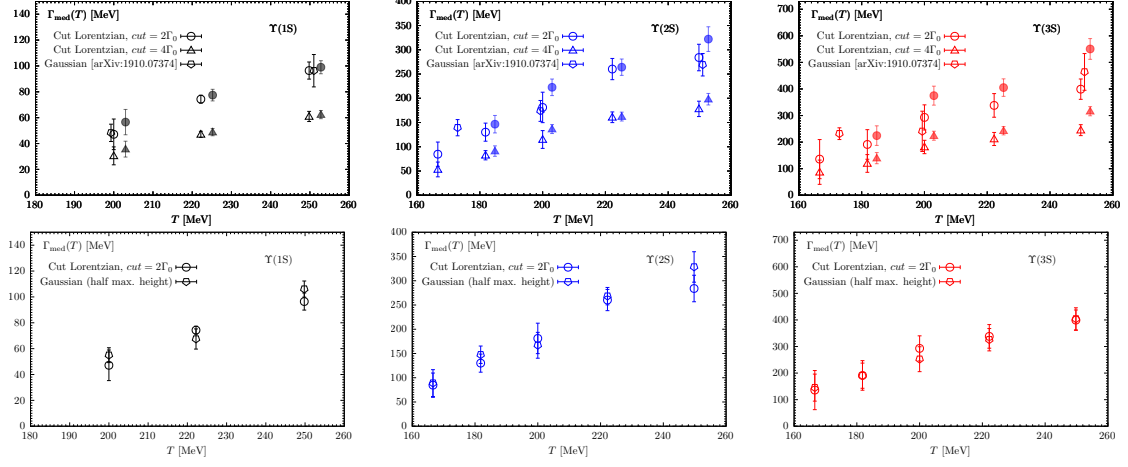 Γmed(T) [MeV]
Υ(1S)
Cut Lorentzian, cut = 2Γ0
Cut Lorentzian, cut = 4Γ0
Gaussian [arXiv:1910.07374]
0
20
40
60
80
100
120
140
180
190
200
210
220
230
240
250
260
T [MeV]
Γmed(T) [MeV]
Υ(2S)
Cut Lorentzian, cut = 2Γ0
Cut Lorentzian, cut = 4Γ0
Gaussian [arXiv:1910.07374]
0
50
100
150
200
250
300
350
400
160
180
200
220
240
260
T [MeV]
Γmed(T) [MeV]
Υ(3S)
Cut Lorentzian, cut = 2Γ0
Cut Lorentzian, cut = 4Γ0
Gaussian [arXiv:1910.07374]
0
100
200
300
400
500
600
700
160
180
200
220
240
260
T [MeV]
Γmed(T) [MeV]
Υ(1S)
Cut Lorentzian, cut = 2Γ0
Gaussian (half max. height)
0
20
40
60
80
100
120
140
180
190
200
210
220
230
240
250
260
T [MeV]
Γmed(T) [MeV]
Υ(2S)
Cut Lorentzian, cut = 2Γ0
Gaussian (half max. height)
0
50
100
150
200
250
300
350
400
160
180
200
220
240
260
T [MeV]
Γmed(T) [MeV]
Υ(3S)
Cut Lorentzian, cut = 2Γ0
Gaussian (half max. height)
0
100
200
300
400
500
600
700
160
180
200
220
240
260
T [MeV]